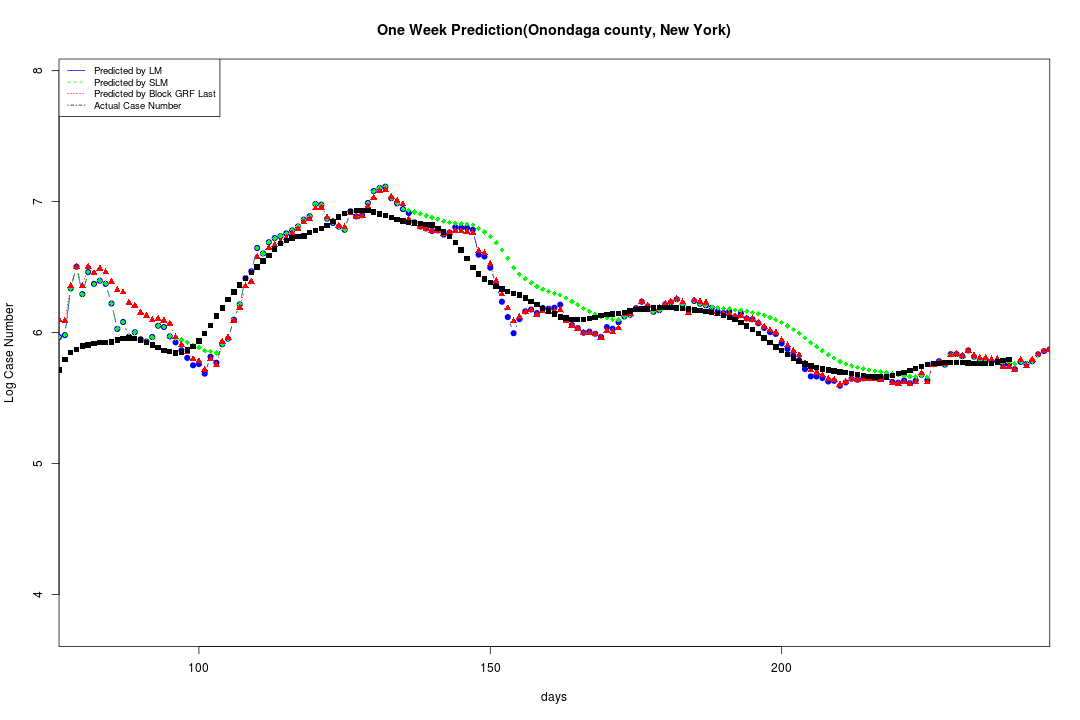 One Week Prediction(Onondaga county, New York)
8
Predicted by LM
Predicted by SLM
Predicted by Block GRF Last
Actual Case Number
7
6
5
4
Log Case Number
100
150
200
days